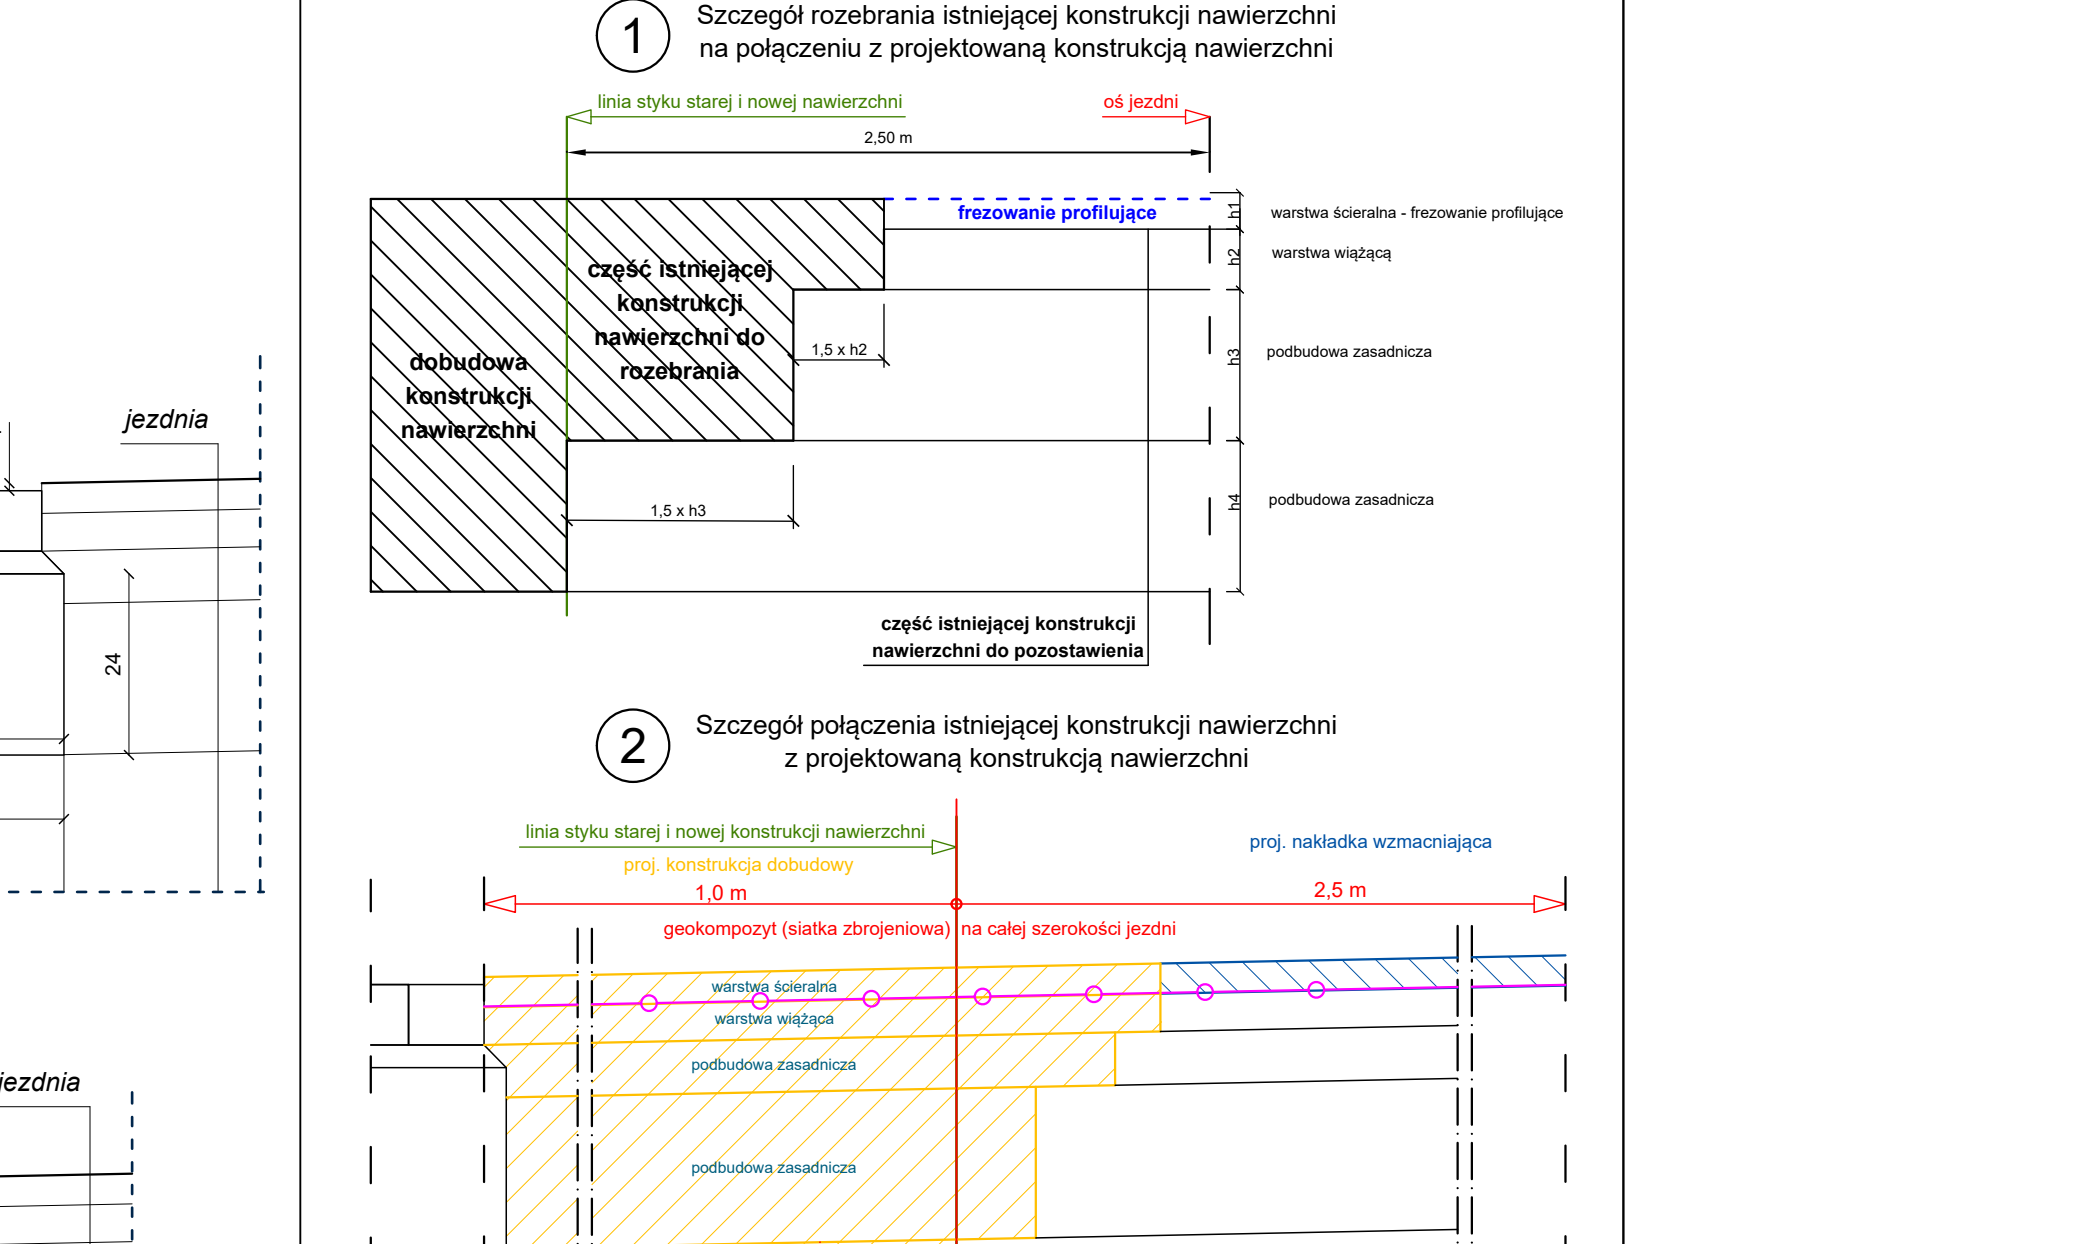 1
Szczegół rozebrania istniejącej konstrukcji nawierzchni
na połączeniu z projektowaną konstrukcją nawierzchni
linia styku starej i nowej nawierzchni
oś jezdni
2,50 m
frezowanie profilujące
h1
warstwa ścieralna - frezowanie profilujące
h2
warstwa wiążącą
część istniejącej
konstrukcji
nawierzchni do
rozebrania
dobudowa
konstrukcji
nawierzchni
1,5 x h2
h3
podbudowa zasadnicza
1,5 x h3
h4
podbudowa zasadnicza
część istniejącej konstrukcji
nawierzchni do pozostawienia
jezdnia
24
2
Szczegół połączenia istniejącej konstrukcji nawierzchni
z projektowaną konstrukcją nawierzchni
linia styku starej i nowej konstrukcji nawierzchni
proj. nakładka wzmacniająca
proj. konstrukcja dobudowy
1,0 m
2,5 m
geokompozyt (siatka zbrojeniowa) na całej szerokości jezdni
warstwa ścieralna
warstwa wiążąca
podbudowa zasadnicza
podbudowa zasadnicza
jezdnia